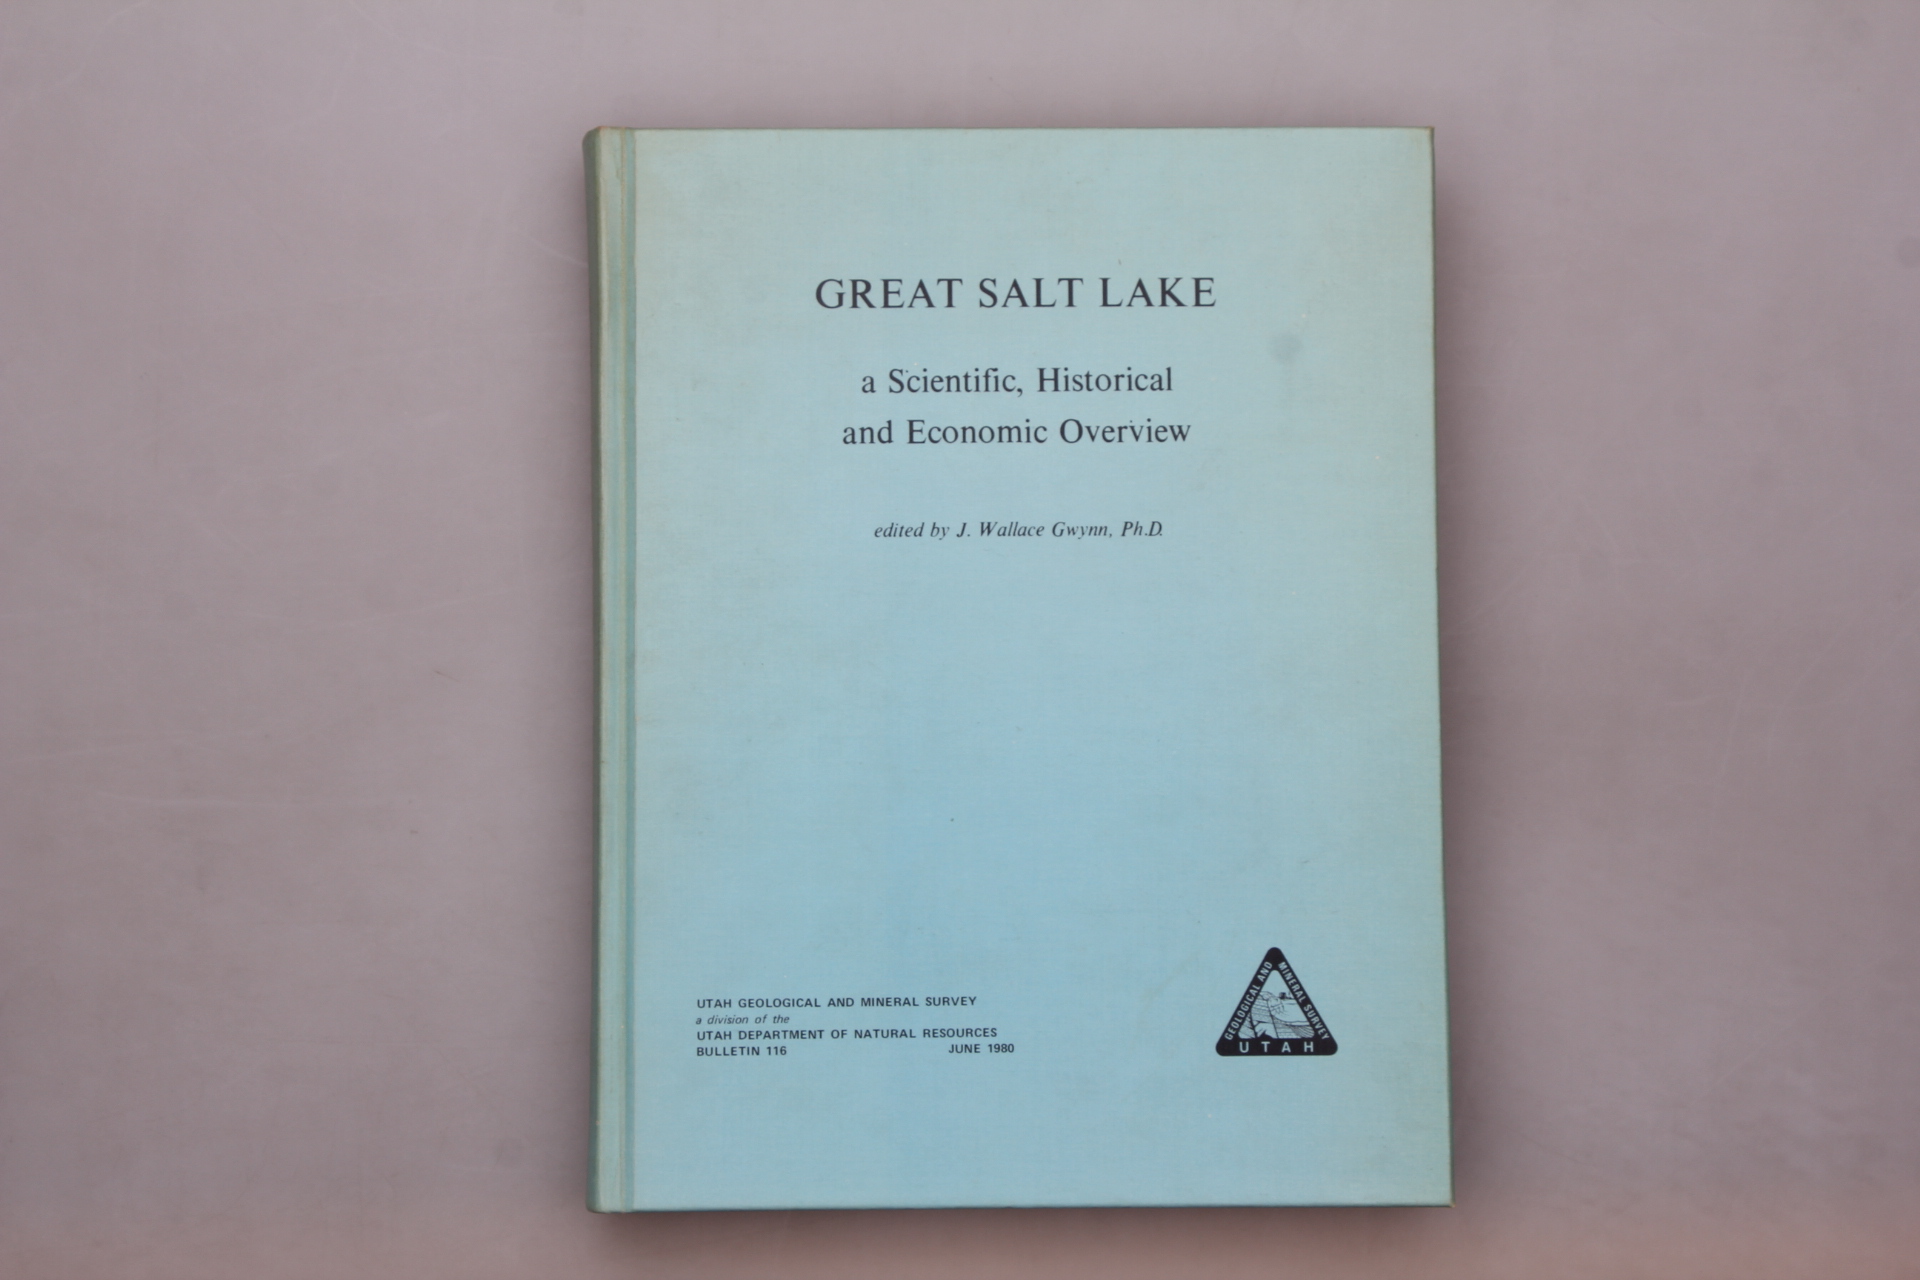 GREAT SALT LAKE
a Scientific, Historical
and Economic Overview
edited by J. Wallace Gwynn, Ph.D.
UTAH GEOLOGICAL AND MINERAL SURVEY
a division of the
UTAH DEPARTMENT OF NATURAL RESOURCES
BULLETIN 116 JUNE 1980
GEOLOGICAL AND MINERAL SURVEY
UTAH